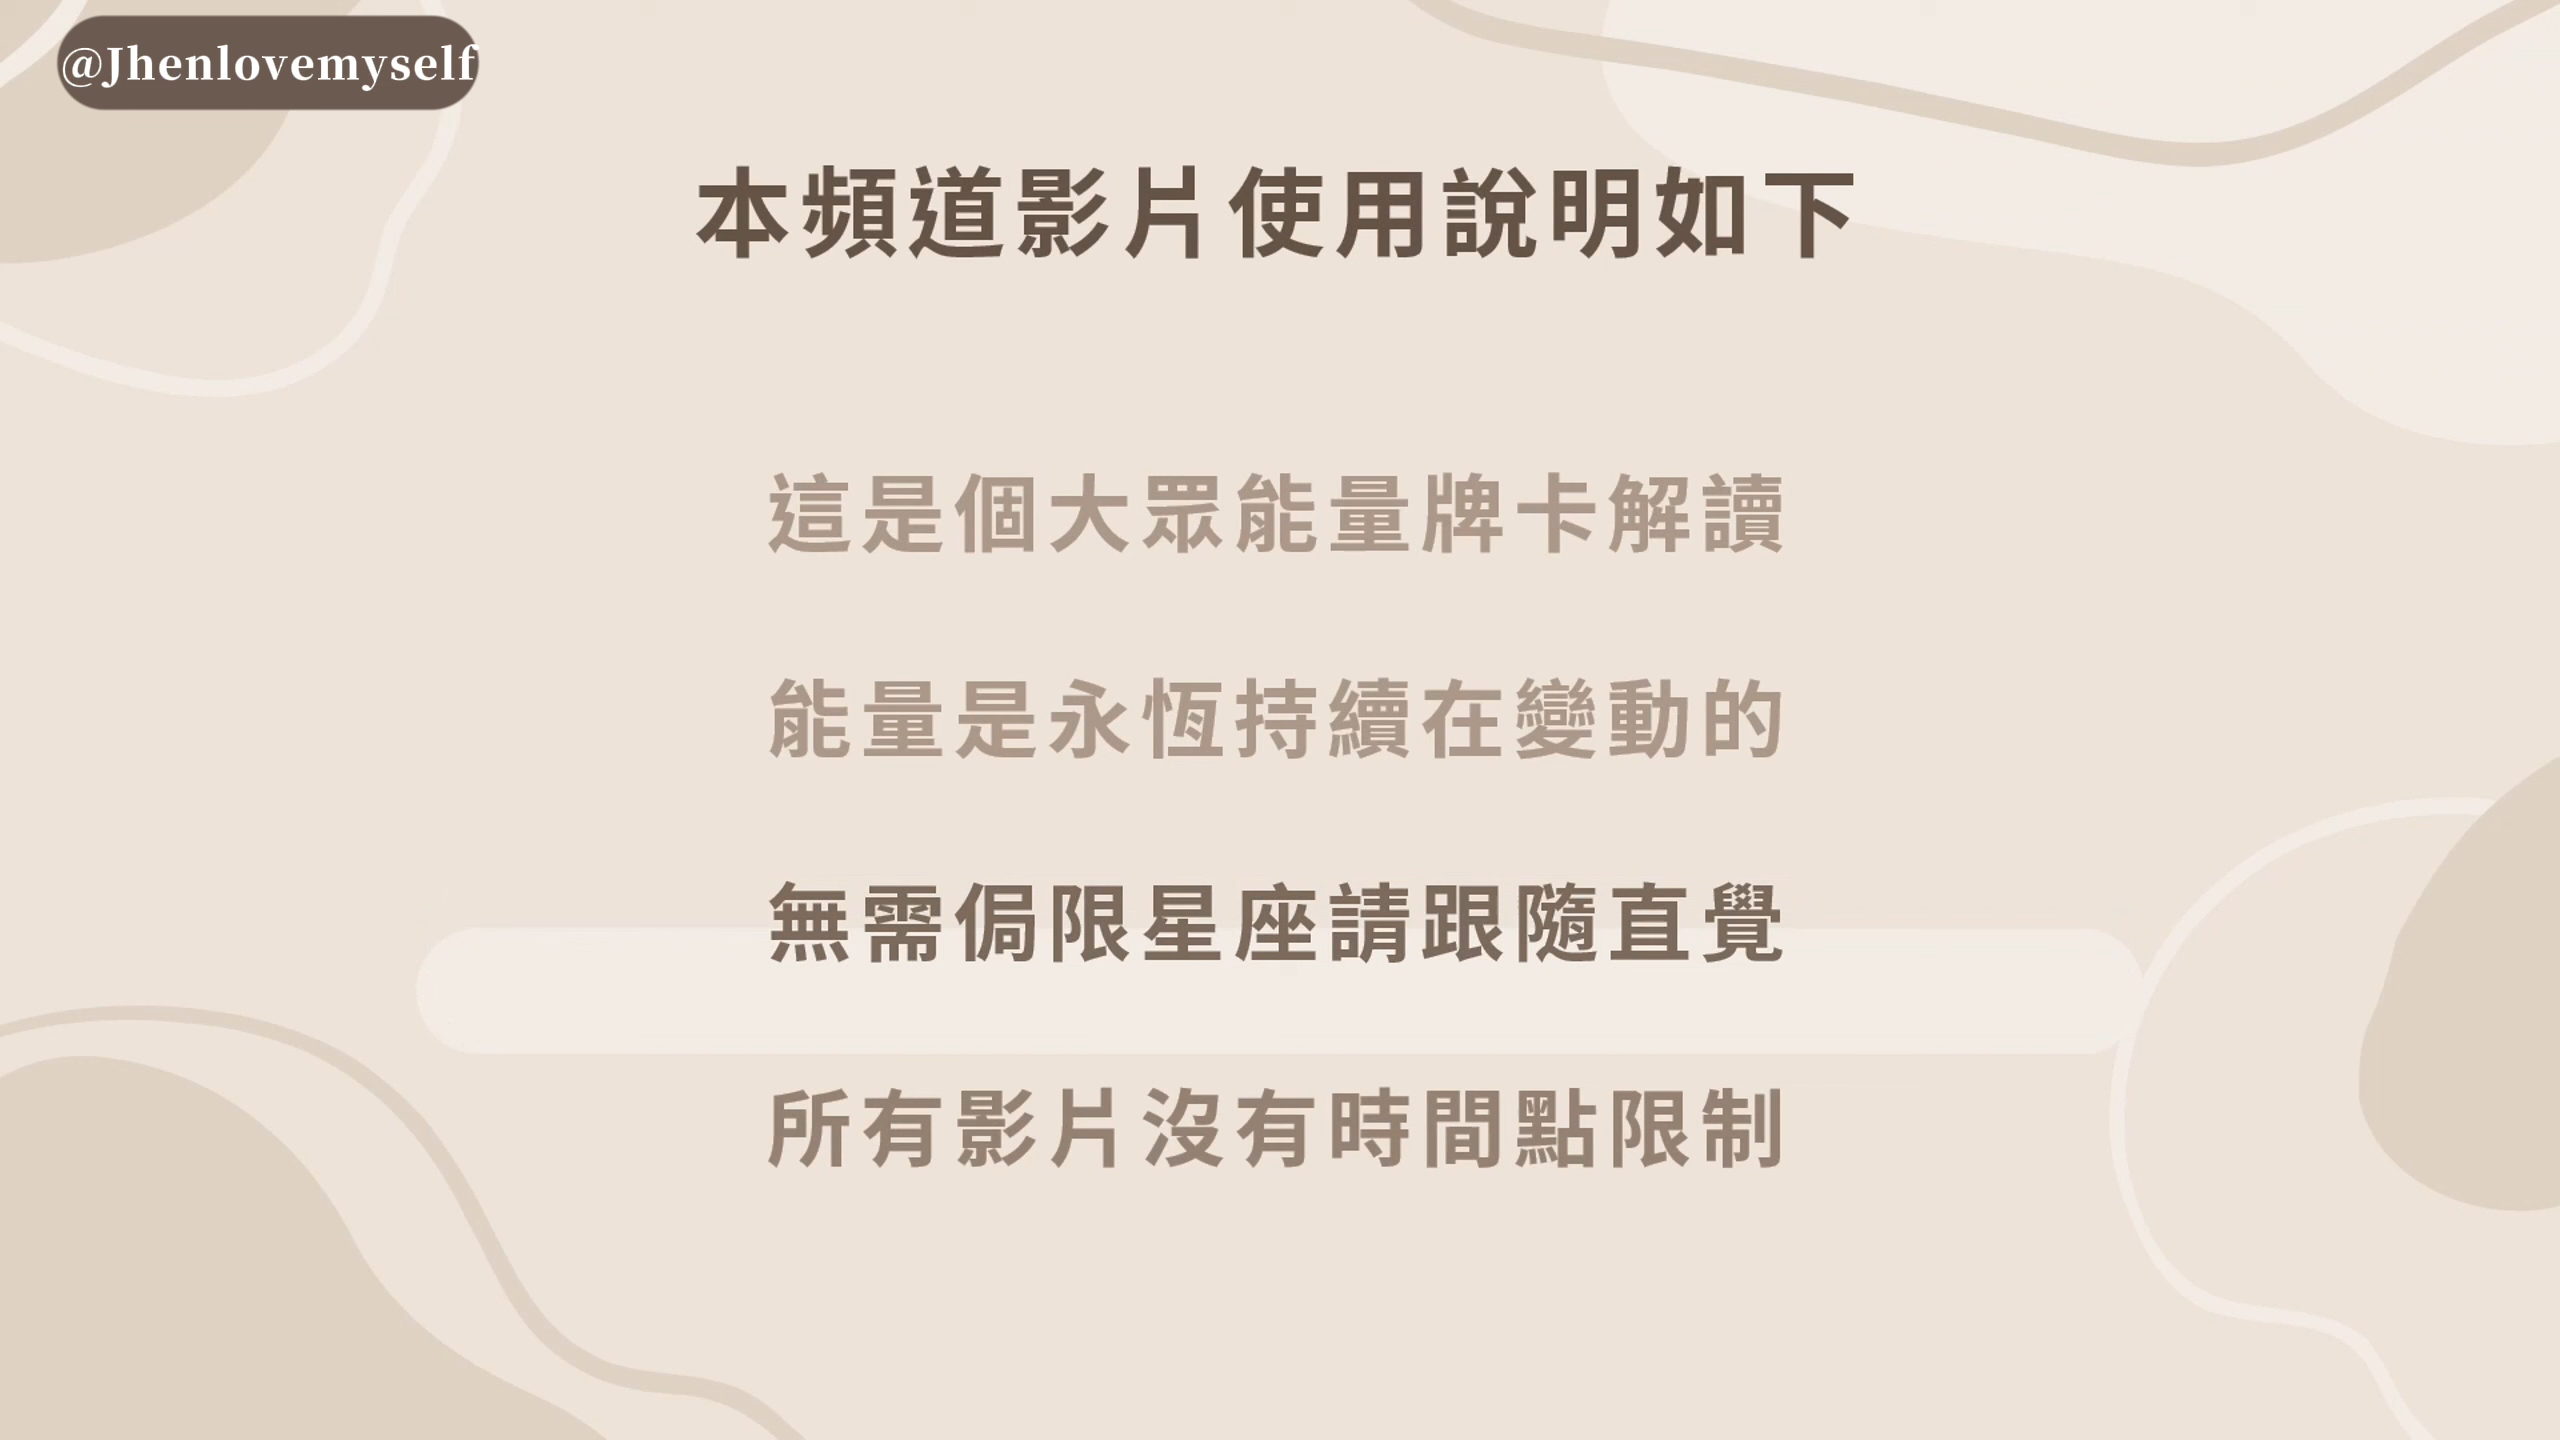 @Jhenlovemyself
本頻道影片使用說明如下
這是個大眾能量牌卡解讀
能量是永恆持續在變動的
無需侷限星座請跟隨直覺
所有影片沒有時間點限制